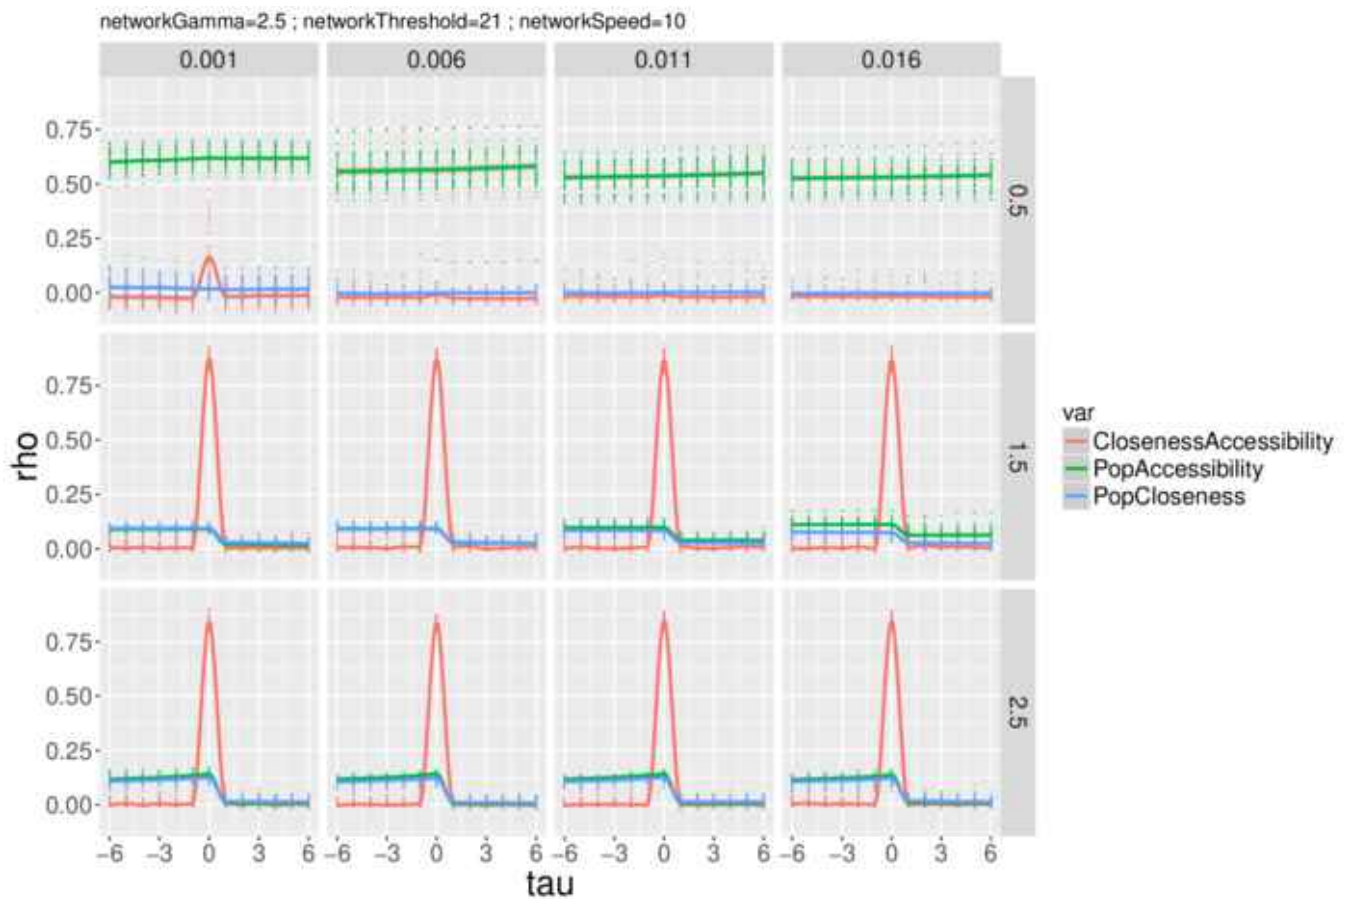 networkGamma=2.5 ; networkThreshold=21 ; networkSpeed=10
0.001 0.006 0.011 0.016
0.75
0.50
0.25
0.00
0.5
0.75
0.50
0.25
0.00
1.5
0.75
0.50
0.25
0.00
2.5
rho
-6 -3 0 3 6 -6 -3 0 3 6 -6 -3 0 3 6 -6 -3 0 3 6
tau
var
ClosenessAccessibility
PopAccessibility
PopCloseness